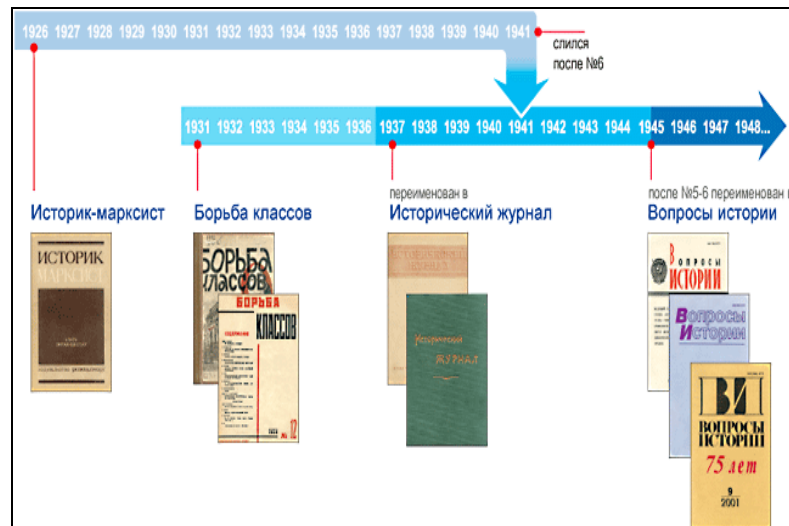 1926 1927 1928 1929 1930 1931 1932 1933 1934 1935 1936 1937 1938 1939 1940 1941
слился
после №6
1931 1932 1933 1934 1935 1936 1937 1938 1939 1940 1941 1942 1943 1944 1945 1946 1947 1948...
переименован в
после №5-6 переименован в
Историк-марксист
Борьба классов
Исторический журнал
Вопросы истории
ИСТОРИК
МАРКСИСТ
БОРЬБА
КЛАССОВ
БОРЬБА
КЛАССОВ
№ 12
Исторический
ЖУРНАЛ
Вопросы
ИСТОРИИ
Вопросы
Истории
ВИ
ВОПРОСЫ
ИСТОРИИ
75 лет
9
2001